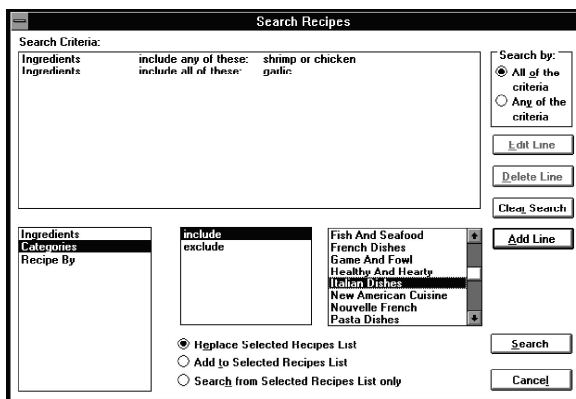 Search Recipes
Search Criteria:
Ingredients include any of these: shrimp or chicken
Ingredients include all of these: garlic
Search by:
All of the
criteria
Any of the
criteria
Edit Line
Delete Line
Clear Search
Add Line
Ingredients
Categories
Recipe By
include
exclude
Fish And Seafood
French Dishes
Game And Fowl
Healthy And Hearty
Italian Dishes
New American Cuisine
Nouvelle French
Pasta Dishes
Replace Selected Recipes List
Add to Selected Recipes List
Search from Selected Recipes List only
Search
Cancel